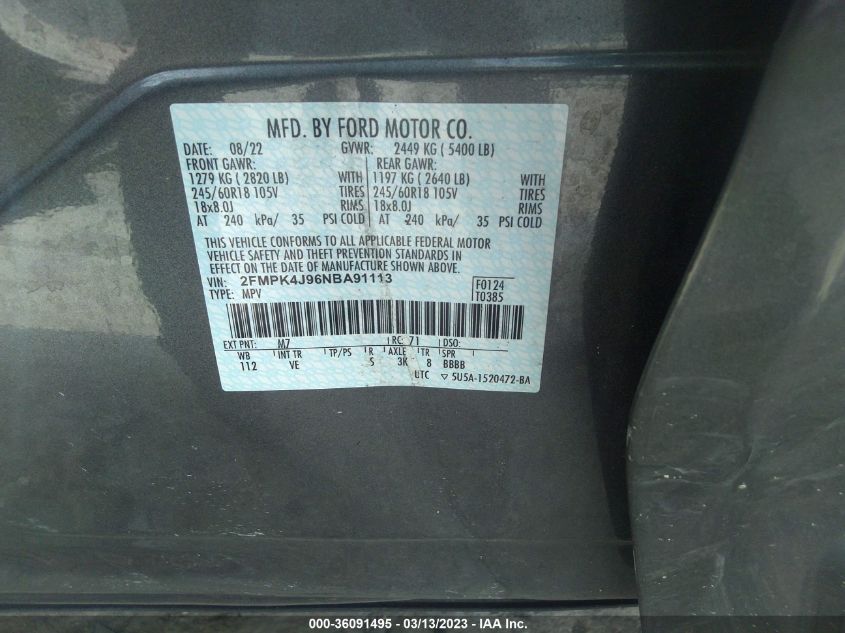 MFD. BY FORD MOTOR CO.
DATE: 08/22 GVWR: 2449 KG ( 5400 LB)
FRONT GAWR: REAR GAWR:
1279 KG ( 2820 LB) WITH 1197 KG ( 2640 LB) WITH
245/60R18 105V TIRES 245/60R18 105V TIRES
18x8.0J RIMS 18x8.0J RIMS
AT 240 kPa/ 35 PSI COLD AT 240 kPa/ 35 PSI COLD
THIS VEHICLE CONFORMS TO ALL APPLICABLE FEDERAL MOTOR
VEHICLE SAFETY AND THEFT PREVENTION STANDARDS IN
EFFECT ON THE DATE OF MANUFACTURE SHOWN ABOVE.
VIN: 2FMPK4J96NBA91113 F0124
TYPE: MPV T0385
EXT PNT: M7 RC: 71 DSO:
WB INT TR TP/PS R AXLE TR SPR
112 VE S 3K 8 BBBB
UTC ▽ 5U5A-1520472-BA
000-36091495 - 03/13/2023 - © IAA, Inc.